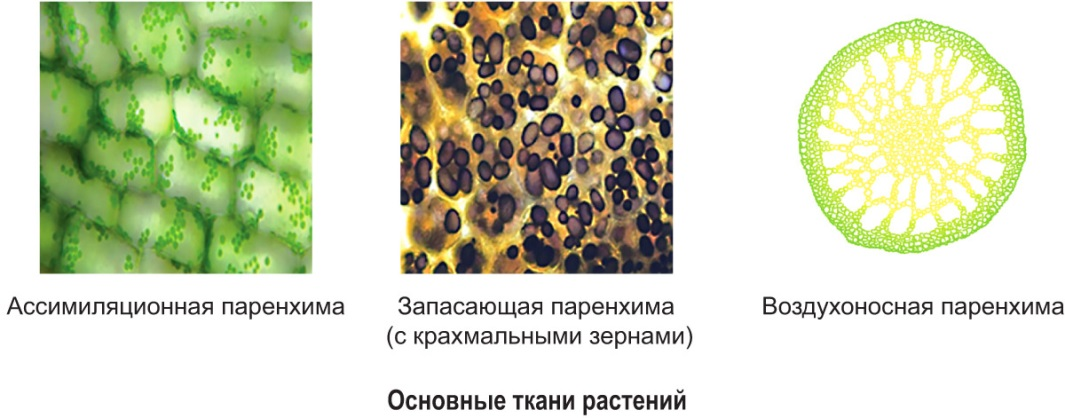 Ассимиляционная паренхима
Запасающая паренхима
(с крахмальными зернами)
Воздухоносная паренхима
Основные ткани растений